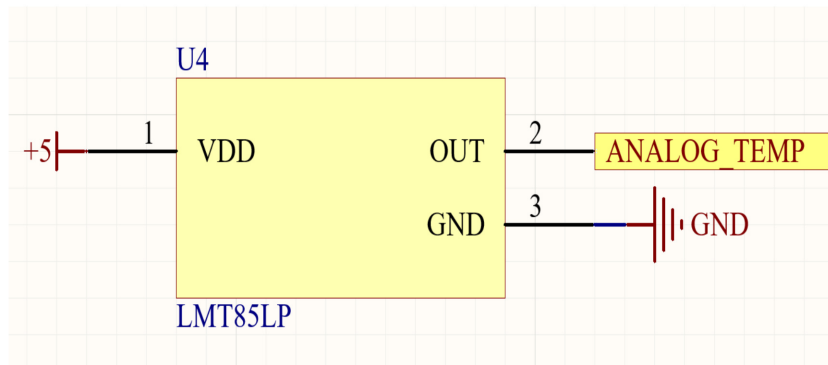 U4
+5
1
VDD
OUT
2
ANALOG_TEMP
GND
3
GND
LMT85LP